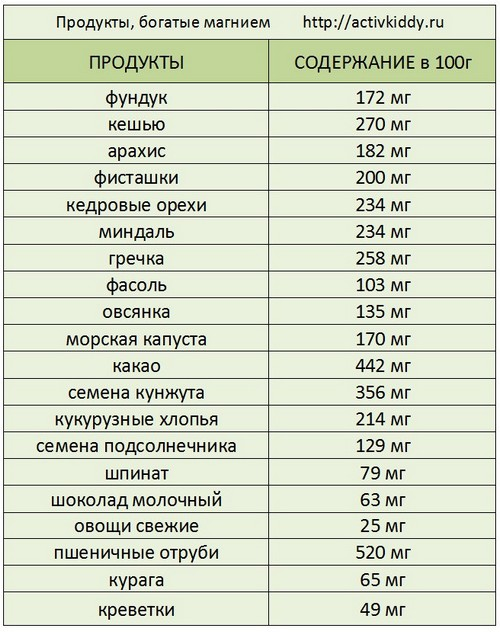 Продукты, богатые магнием http://activkiddy.ru
ПРОДУКТЫ СОДЕРЖАНИЕ в 100г
фундук 172 мг
кешью 270 мг
арахис 182 мг
фисташки 200 мг
кедровые орехи 234 мг
миндаль 234 мг
гречка 258 мг
фасоль 103 мг
овсянка 135 мг
морская капуста 170 мг
какао 442 мг
семена кунжута 356 мг
кукурузные хлопья 214 мг
семена подсолнечника 129 мг
шпинат 79 мг
шоколад молочный 63 мг
овощи свежие 25 мг
пшеничные отруби 520 мг
курага 65 мг
креветки 49 мг